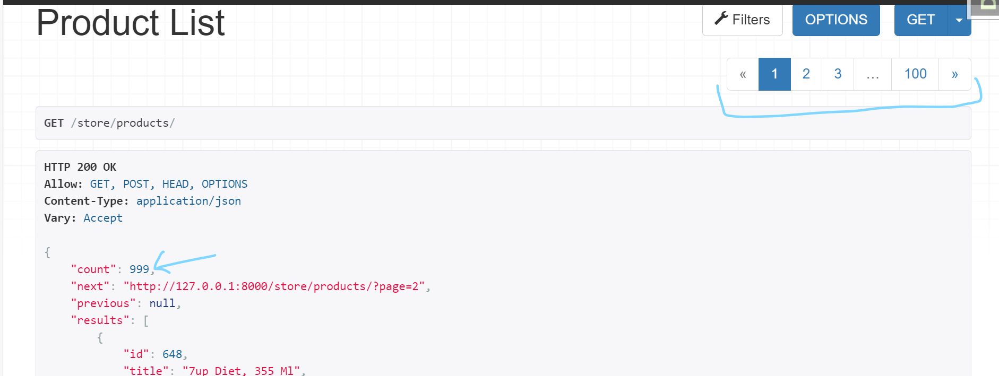 Product List
Filters
OPTIONS
GET
« 1 2 3 … 100 »
GET /store/products/
HTTP 200 OK
Allow: GET, POST, HEAD, OPTIONS
Content-Type: application/json
Vary: Accept
{
"count": 999,
"next": "http://127.0.0.1:8000/store/products/?page=2",
"previous": null,
"results": [
{
"id": 648,
"title": "7up Diet, 355 Ml",